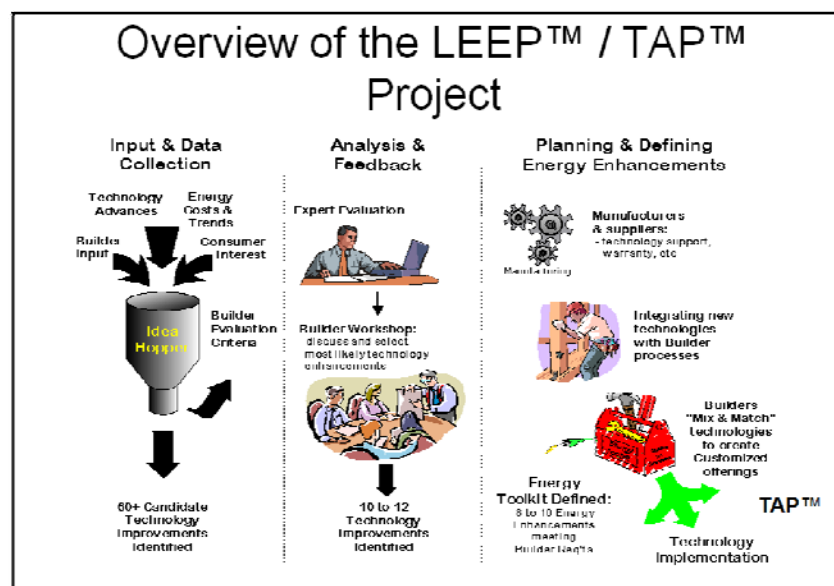 Overview of the LEEP™ / TAP™
Project
Input & Data
Collection
Technology
Advances
Energy
Costs &
Trends
Builder
Input
Consumer
Interest
Idea
Hopper
Builder
Evaluation
Criteria
60+ Candidate
Technology
Improvements
Identified
Analysis &
Feedback
Expert Evaluation
Builder Workshop:
discuss and select
most likely technology
enhancements
10 to 12
Technology
Improvements
Identified
Planning & Defining
Energy Enhancements
Manufacturing
Manufacturers
& suppliers:
- technology support,
warranty, etc
Integrating new
technologies
with Builder
processes
Builders
"Mix & Match"
technologies
to create
Customized
offerings
Energy
Toolkit Defined:
8 to 10 Energy
Enhancements
meeting
Builder Req'ts
TAP™
Technology
Implementation